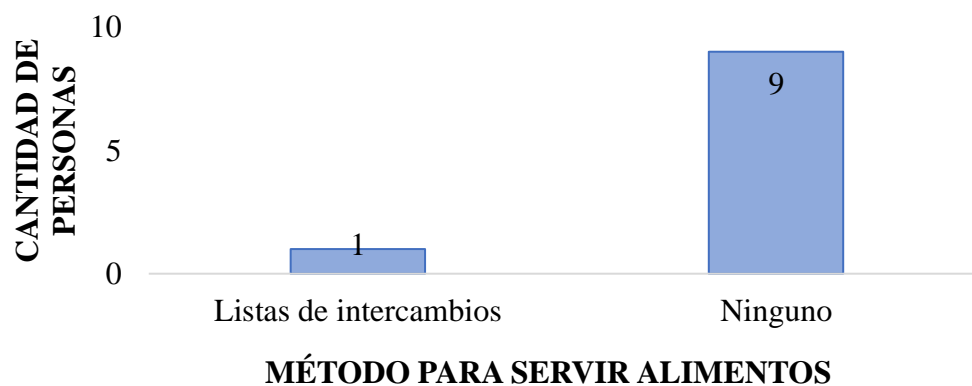 CANTIDAD DE
PERSONAS
10
5
0
1
9
Listas de intercambios
Ninguno
MÉTODO PARA SERVIR ALIMENTOS